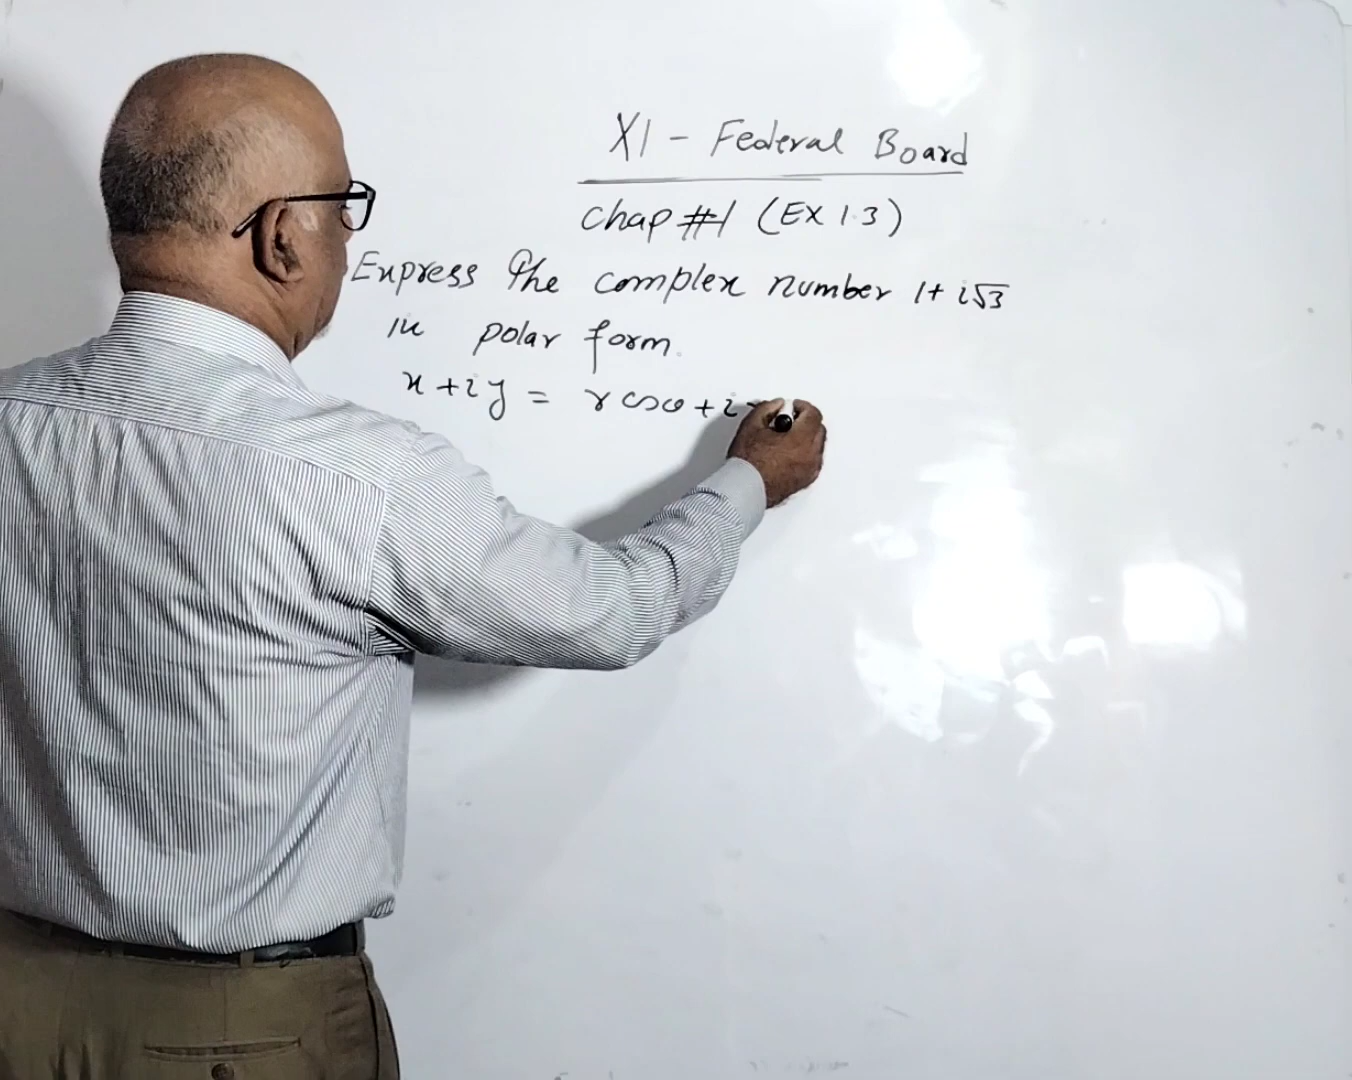 XI - Federal Board
Chap #1 (EX 1.3)
Express the complex number 1+ i√3
in polar form.
x + iy = r cosθ + i